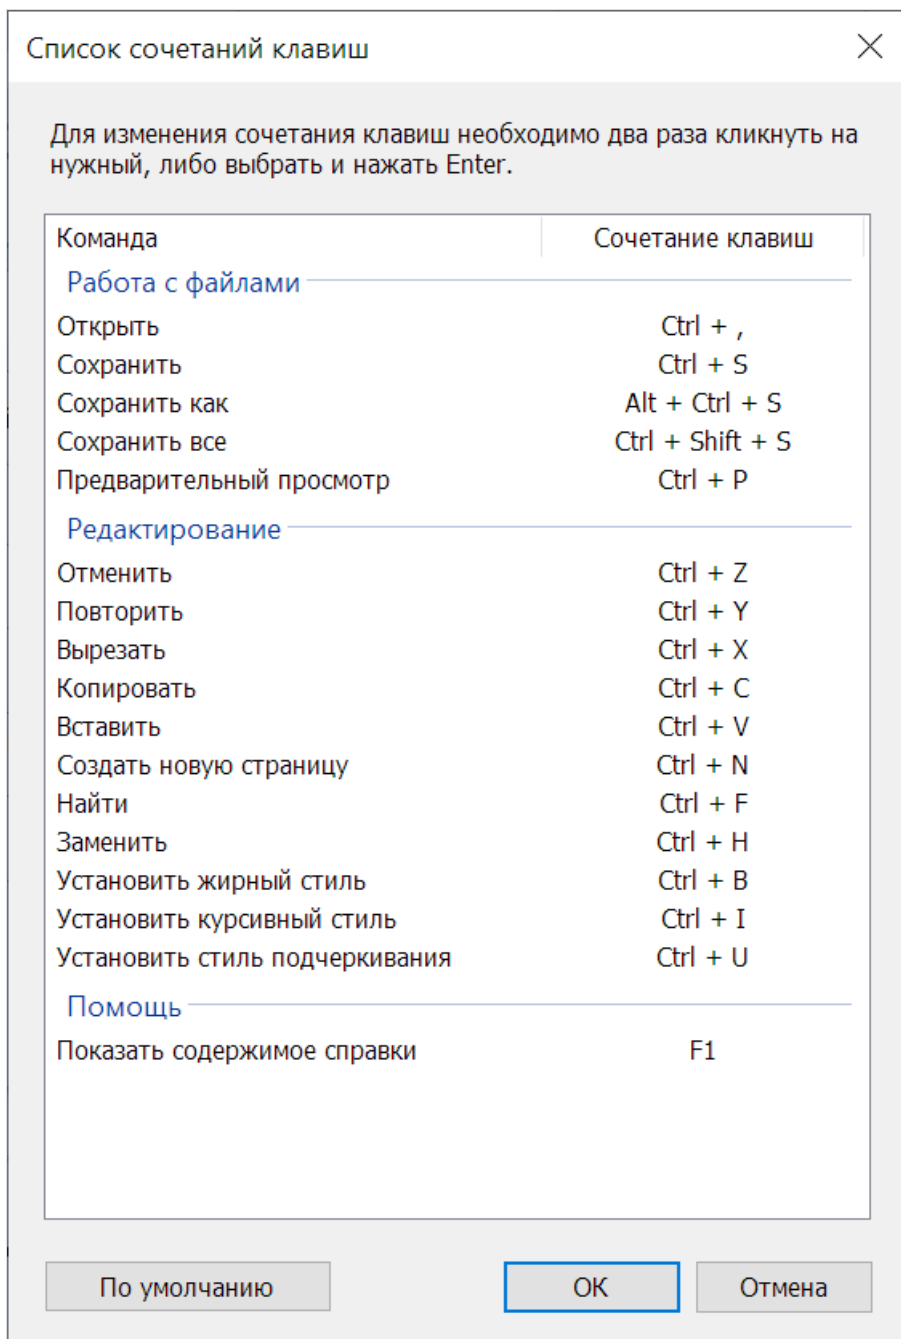 Список сочетаний клавиш
Для изменения сочетания клавиш необходимо два раза кликнуть на
нужный, либо выбрать и нажать Enter.
Команда Сочетание клавиш
Работа с файлами
Открыть Ctrl + ,
Сохранить Ctrl + S
Сохранить как Alt + Ctrl + S
Сохранить все Ctrl + Shift + S
Предварительный просмотр Ctrl + P
Редактирование
Отменить Ctrl + Z
Повторить Ctrl + Y
Вырезать Ctrl + X
Копировать Ctrl + C
Вставить Ctrl + V
Создать новую страницу Ctrl + N
Найти Ctrl + F
Заменить Ctrl + H
Установить жирный стиль Ctrl + B
Установить курсивный стиль Ctrl + I
Установить стиль подчеркивания Ctrl + U
Помощь
Показать содержимое справки F1
По умолчанию ОК Отмена